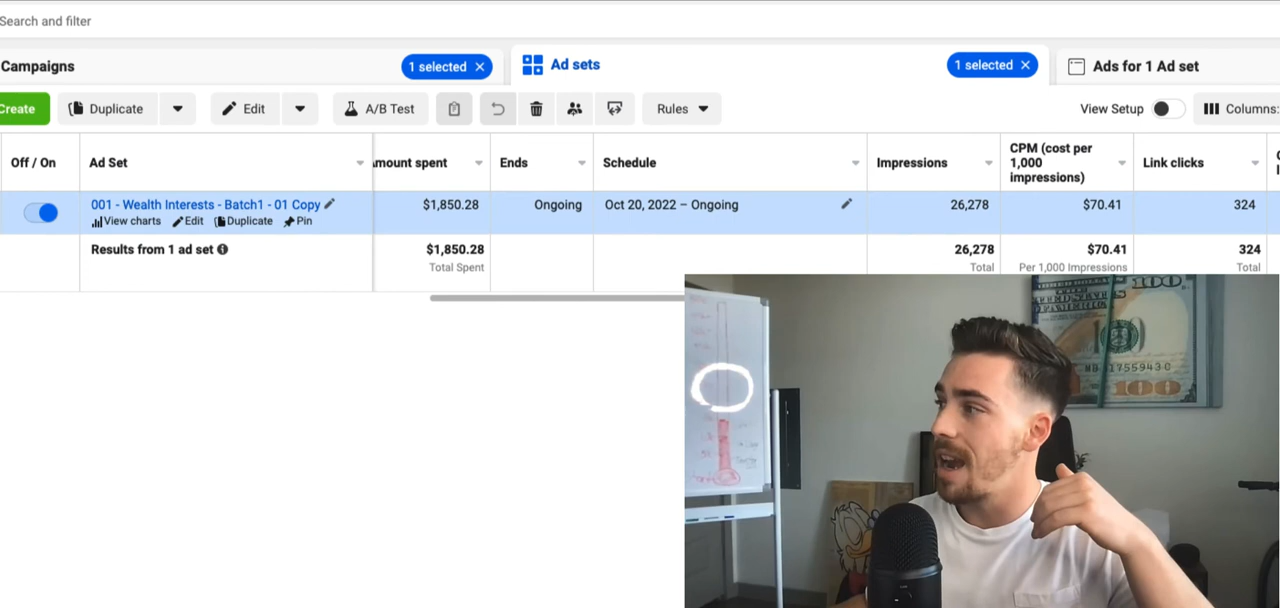 Search and filter
Campaigns 1 selected Ad sets 1 selected Ads for 1 Ad set
Create Duplicate Edit A/B Test Rules View Setup Columns:
Off / On Ad Set mount spent Ends Schedule Impressions CPM (cost per 1,000 impressions) Link clicks
001 - Wealth Interests - Batch1 - 01 Copy $1,850.28 Ongoing Oct 20, 2022 – Ongoing 26,278 $70.41 324
View charts Edit Duplicate Pin
Results from 1 ad set $1,850.28 26,278 $70.41 324
Total Spent Total Per 1,000 Impressions Total
100
100